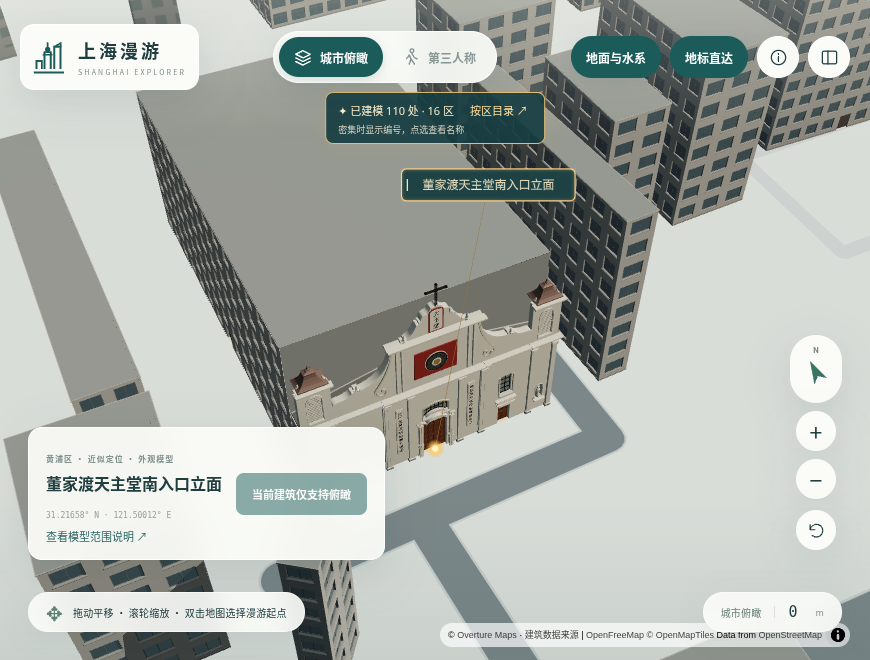 上海漫游
SHANGHAI EXPLORER
城市俯瞰
第三人称
地面与水系
地标直达
✦ 已建模 110 处 · 16 区 按区目录 ↗
密集时显示编号，点选查看名称
董家渡天主堂南入口立面
天主堂
N
黄浦区 • 近似定位 • 外观模型
董家渡天主堂南入口立面
当前建筑仅支持俯瞰
31.21658° N · 121.50012° E
查看模型范围说明 ↗
拖动平移 • 滚轮缩放 • 双击地图选择漫游起点
城市俯瞰 0 m
© Overture Maps · 建筑数据来源 | OpenFreeMap © OpenMapTiles Data from OpenStreetMap